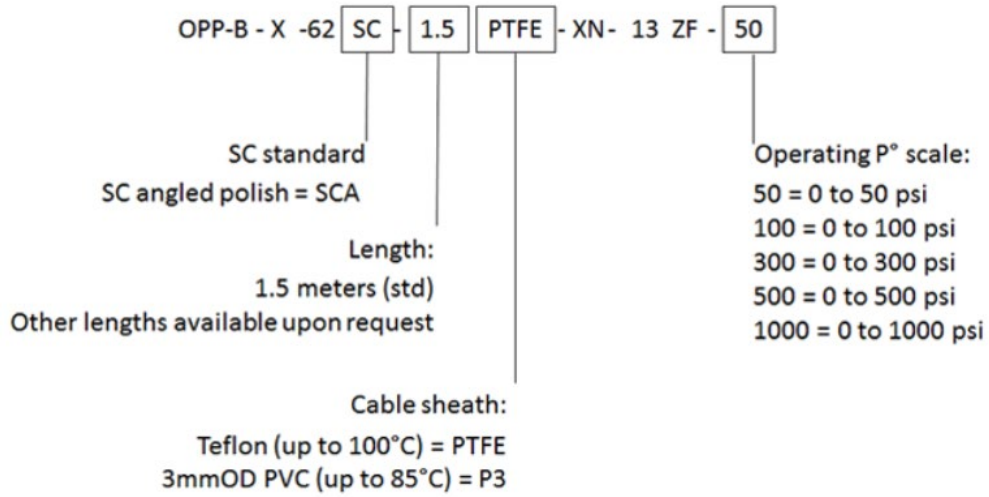 OPP-B - X -62 SC - 1.5 PTFE - XN- 13 ZF - 50
SC standard
SC angled polish = SCA
Length:
1.5 meters (std)
Other lengths available upon request
Cable sheath:
Teflon (up to 100°C) = PTFE
3mmOD PVC (up to 85°C) = P3
Operating P° scale:
50 = 0 to 50 psi
100 = 0 to 100 psi
300 = 0 to 300 psi
500 = 0 to 500 psi
1000 = 0 to 1000 psi